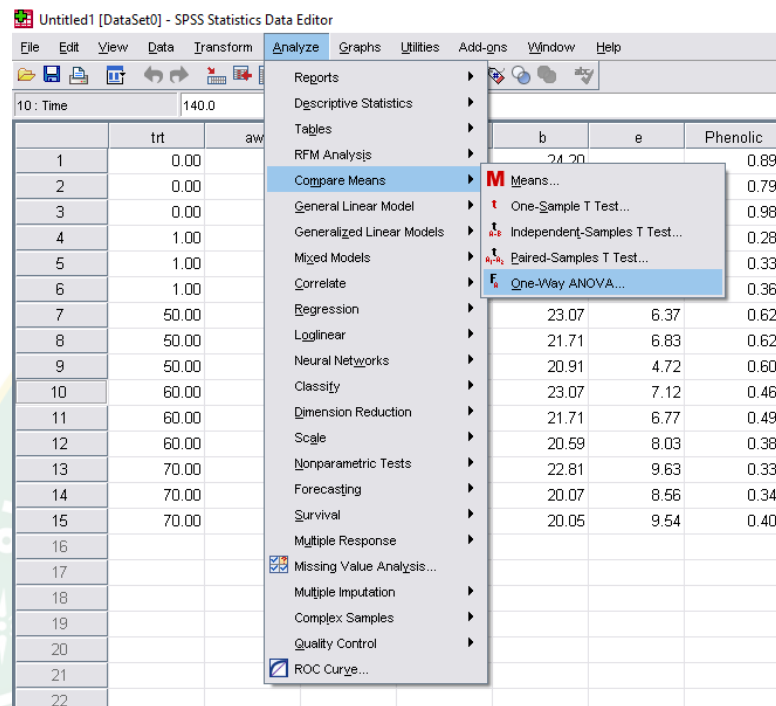 Untitled1 [DataSet0] - SPSS Statistics Data Editor
File Edit View Data Transform Analyze Graphs Utilities Add-ons Window Help
10 : Time 140.0
trt aw b e Phenolic
1 0.00 24.20 0.89
2 0.00 0.79
3 0.00 0.98
4 1.00 0.28
5 1.00 0.33
6 1.00 0.36
7 50.00 23.07 6.37 0.62
8 50.00 21.71 6.83 0.62
9 50.00 20.91 4.72 0.60
10 60.00 23.07 7.12 0.46
11 60.00 21.71 6.77 0.49
12 60.00 20.59 8.03 0.38
13 70.00 22.81 9.63 0.33
14 70.00 20.07 8.56 0.34
15 70.00 20.05 9.54 0.40
16
17
18
19
20
21
22
Reports
Descriptive Statistics
Tables
RFM Analysis
Compare Means
General Linear Model
Generalized Linear Models
Mixed Models
Correlate
Regression
Loglinear
Neural Networks
Classify
Dimension Reduction
Scale
Nonparametric Tests
Forecasting
Survival
Multiple Response
Missing Value Analysis...
Multiple Imputation
Complex Samples
Quality Control
ROC Curve...
M Means...
t One-Sample T Test...
Independent-Samples T Test...
Paired-Samples T Test...
One-Way ANOVA...